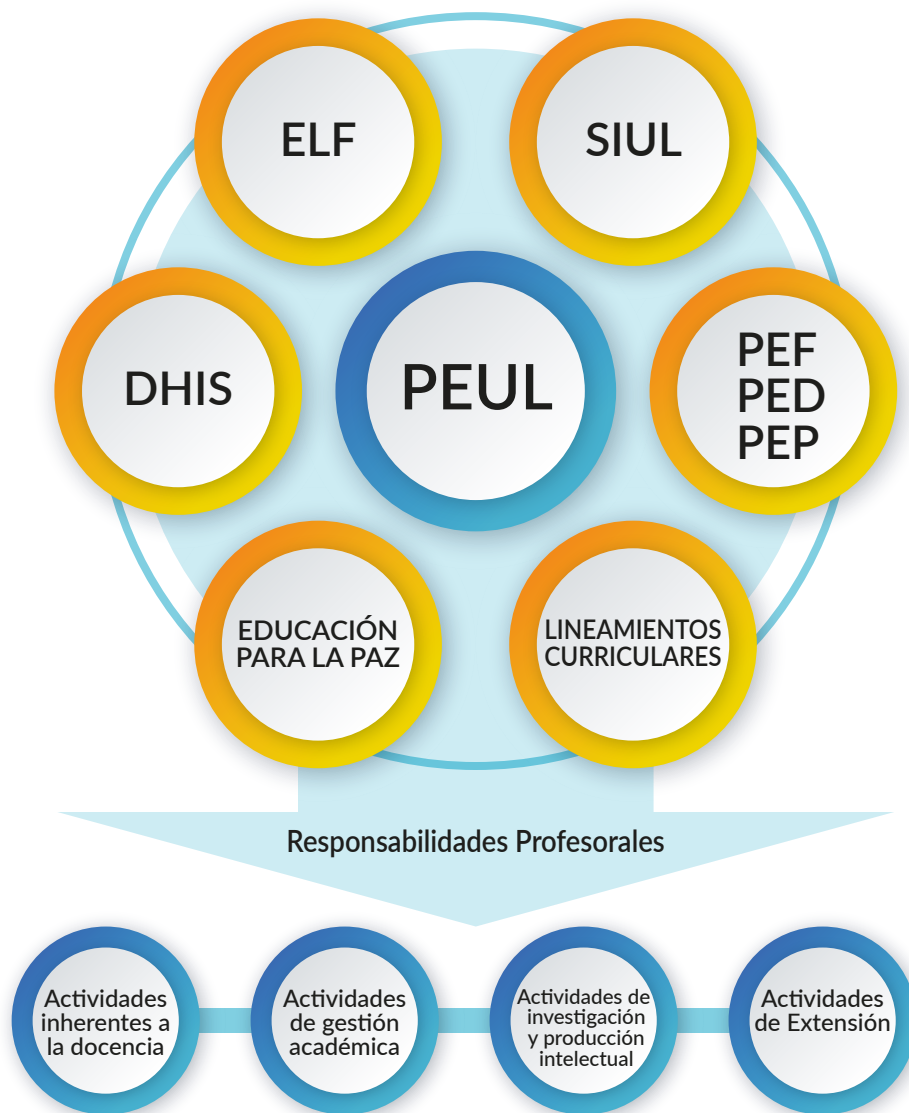 ELF
SIUL
DHIS
PEUL
PEF
PED
PEP
EDUCACIÓN
PARA LA PAZ
LINEAMIENTOS
CURRICULARES
Responsabilidades Profesorales
Actividades
inherentes a
la docencia
Actividades
de gestión
académica
Actividades de
investigación
y producción
intelectual
Actividades
de Extensión